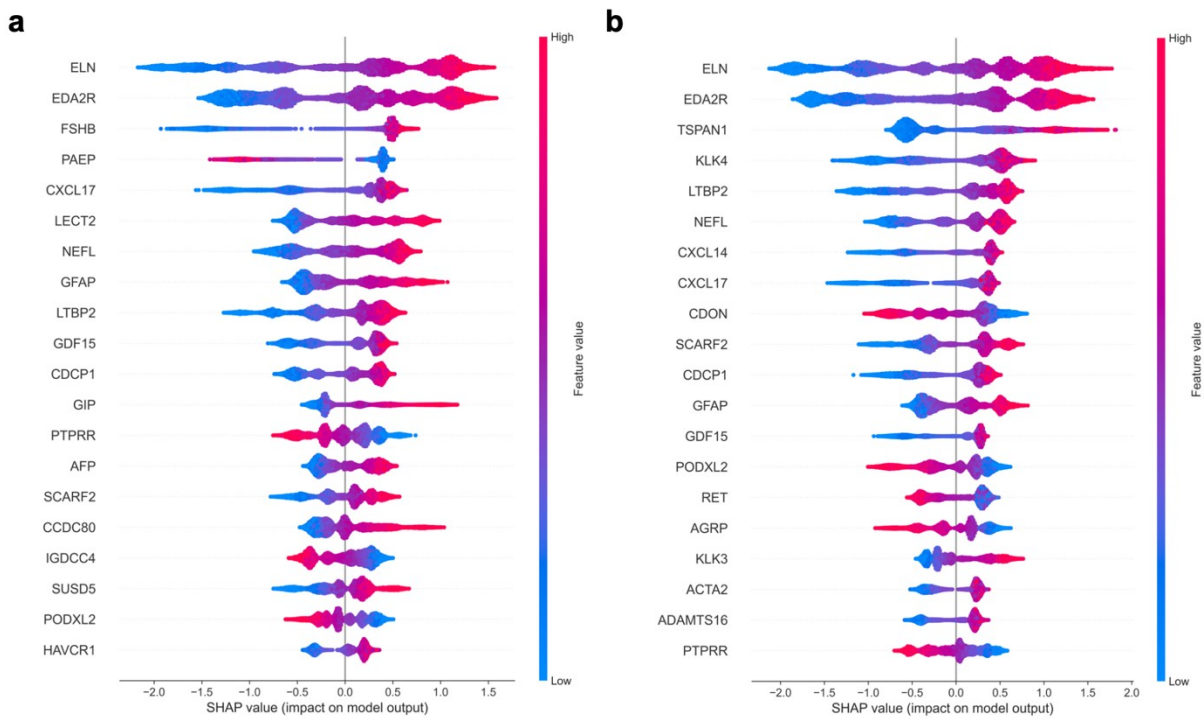 a
High
ELN
EDA2R
FSHB
PAEP
CXCL17
LECT2
NEFL
GFAP
LTBP2
GDF15
CDCP1
GIP
PTPRR
AFP
SCARF2
CCDC80
IGDCC4
SUSD5
PODXL2
HAVCR1
Feature value
Low
-2.0 -1.5 -1.0 -0.5 0.0 0.5 1.0 1.5
SHAP value (impact on model output)
b
High
ELN
EDA2R
TSPAN1
KLK4
LTBP2
NEFL
CXCL14
CXCL17
CDON
SCARF2
CDCP1
GFAP
GDF15
PODXL2
RET
AGRP
KLK3
ACTA2
ADAMTS16
PTPRR
Feature value
Low
-2.0 -1.5 -1.0 -0.5 0.0 0.5 1.0 1.5 2.0
SHAP value (impact on model output)